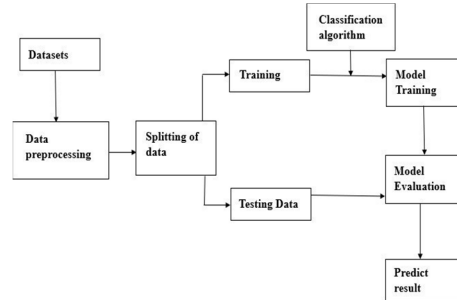 Datasets
Data
preprocessing
Splitting of
data
Training
Classification
algorithm
Model
Training
Testing Data
Model
Evaluation
Predict
result